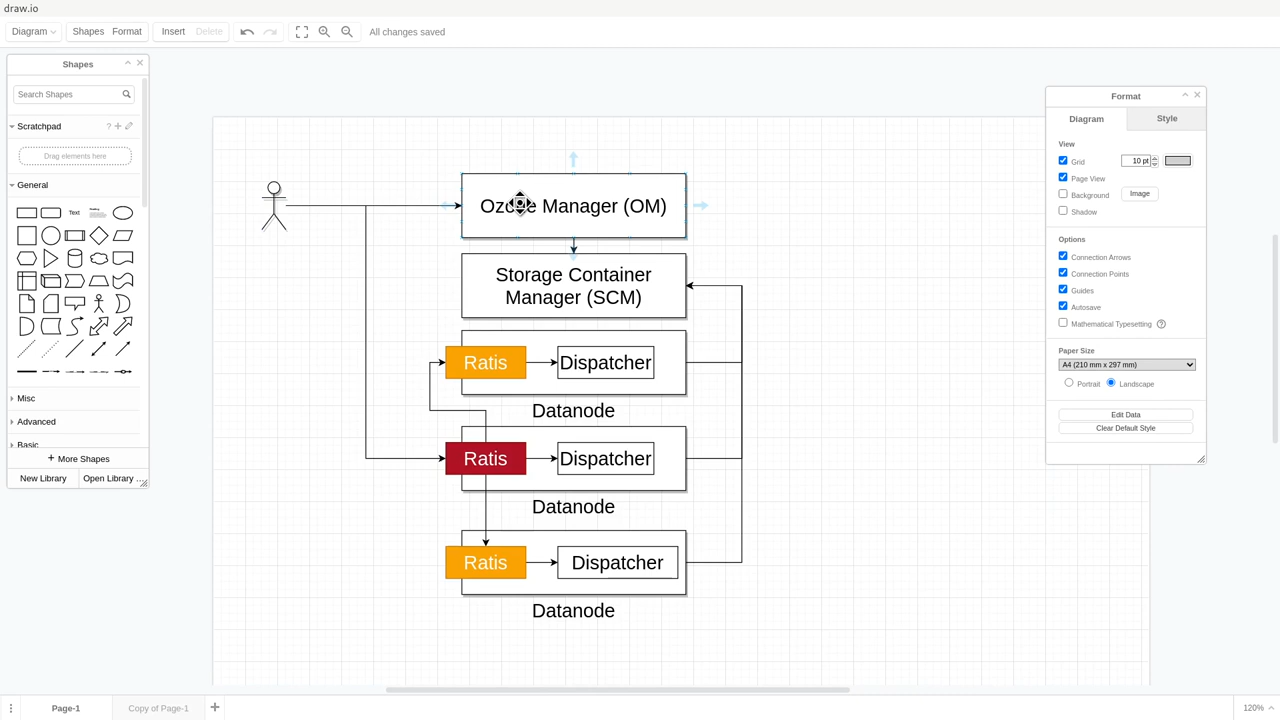 draw.io
Diagram
Shapes
Format
Insert
Delete
All changes saved
Shapes
Search Shapes
Scratchpad
?
Drag elements here
General
Text
Misc
Advanced
Basic
More Shapes
New Library
Open Library ...
Ozone Manager (OM)
Storage Container
Manager (SCM)
Ratis
Dispatcher
Datanode
Ratis
Dispatcher
Datanode
Ratis
Dispatcher
Datanode
Format
Diagram
Style
View
Grid
10 pt
Page View
Background
Image
Shadow
Options
Connection Arrows
Connection Points
Guides
Autosave
Mathematical Typesetting
?
Paper Size
A4 (210 mm x 297 mm)
Portrait
Landscape
Edit Data
Clear Default Style
Page-1
Copy of Page-1
120%